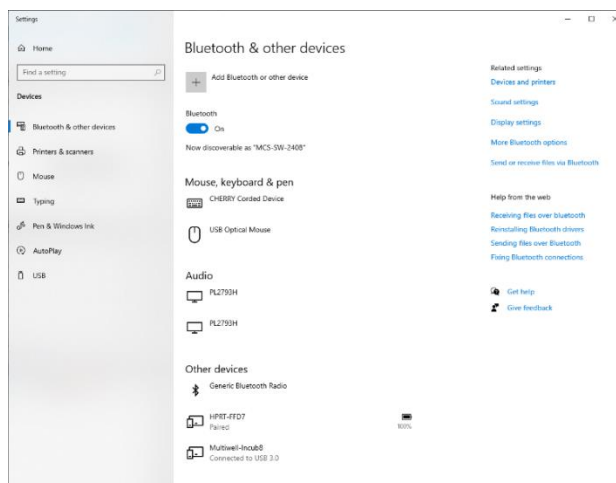 Settings
Home
Find a setting
Devices
Bluetooth & other devices
Printers & scanners
Mouse
Typing
Pen & Windows Ink
AutoPlay
USB
Bluetooth & other devices
Add Bluetooth or other device
Bluetooth
On
Now discoverable as "MCS-SW-2408"
Mouse, keyboard & pen
CHERRY Corded Device
USB Optical Mouse
Audio
PL2793H
PL2793H
Other devices
Generic Bluetooth Radio
HPRT-FFD7
Paired
100%
Multiwell-Incub8
Connected to USB 3.0
Related settings
Devices and printers
Sound settings
Display settings
More Bluetooth options
Send or receive files via Bluetooth
Help from the web
Receiving files over bluetooth
Reinstalling Bluetooth drivers
Sending files over Bluetooth
Fixing Bluetooth connections
Get help
Give feedback